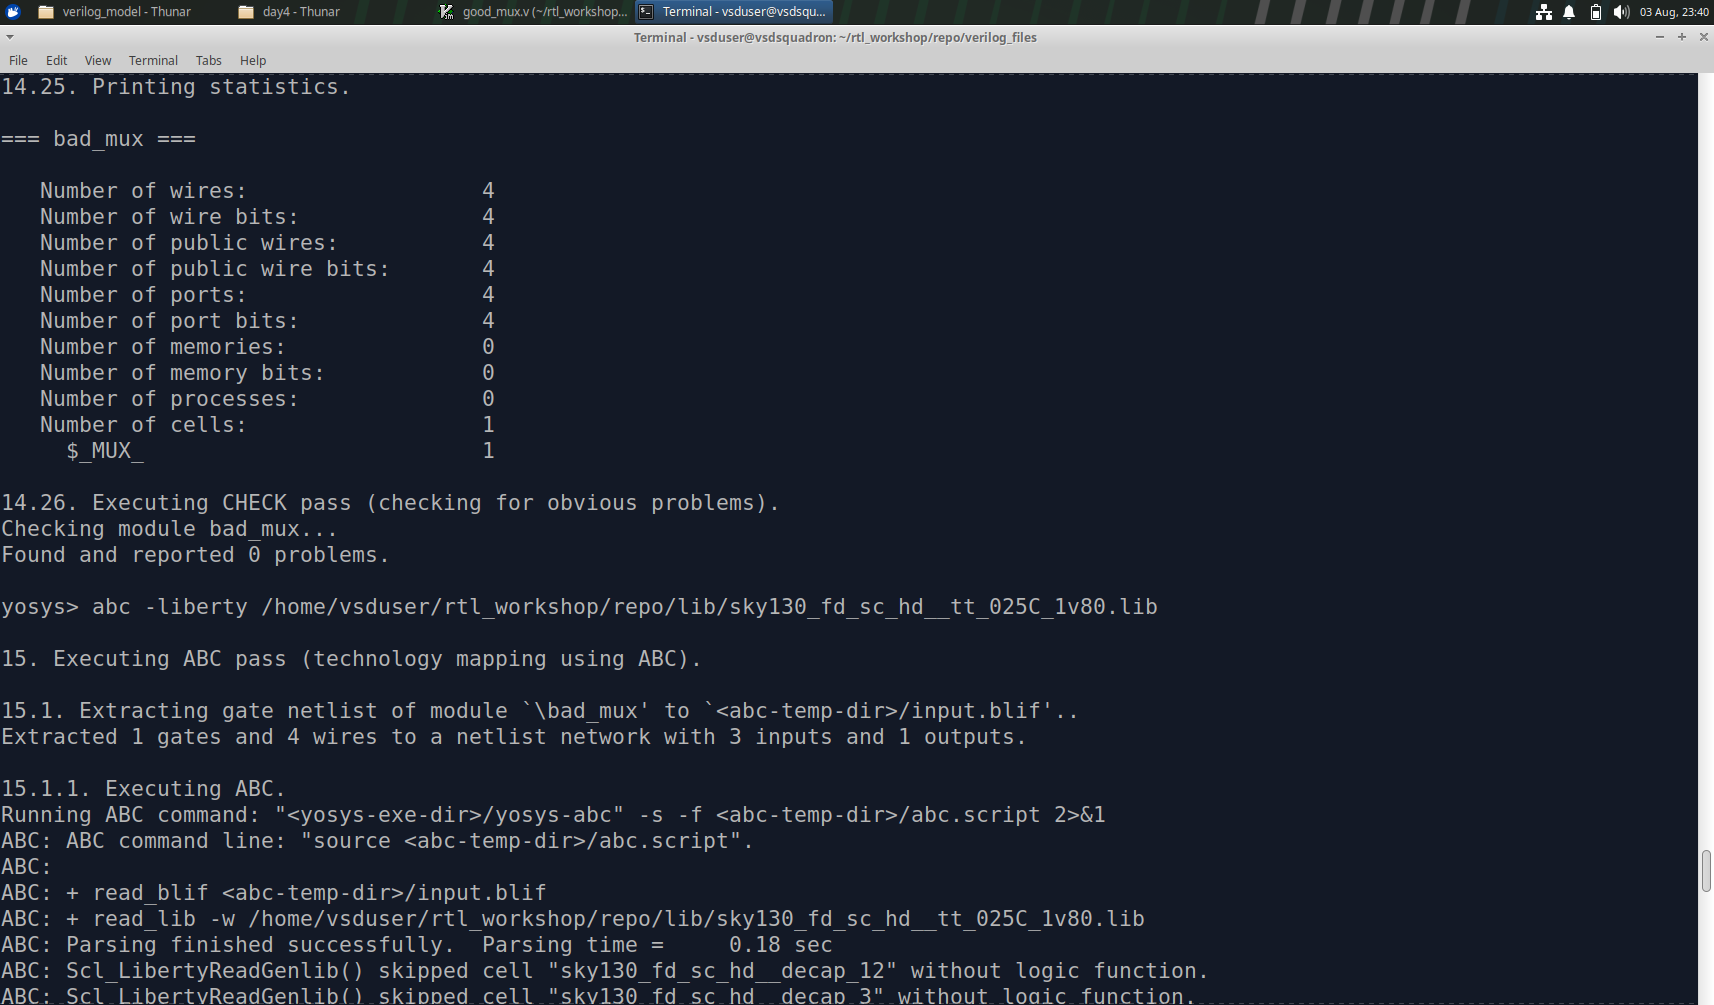 verilog_model - Thunar
day4 - Thunar
good_mux.v (~/rtl_workshop...
Terminal - vsduser@vsdsqu...
03 Aug, 23:40
Terminal - vsduser@vsdsquadron: ~/rtl_workshop/repo/verilog_files
File Edit View Terminal Tabs Help
14.25. Printing statistics.
=== bad_mux ===
Number of wires: 4
Number of wire bits: 4
Number of public wires: 4
Number of public wire bits: 4
Number of ports: 4
Number of port bits: 4
Number of memories: 0
Number of memory bits: 0
Number of processes: 0
Number of cells: 1
$_MUX_ 1
14.26. Executing CHECK pass (checking for obvious problems).
Checking module bad_mux...
Found and reported 0 problems.
yosys> abc -liberty /home/vsduser/rtl_workshop/repo/lib/sky130_fd_sc_hd__tt_025C_1v80.lib
15. Executing ABC pass (technology mapping using ABC).
15.1. Extracting gate netlist of module `\bad_mux' to `<abc-temp-dir>/input.blif'..
Extracted 1 gates and 4 wires to a netlist network with 3 inputs and 1 outputs.
15.1.1. Executing ABC.
Running ABC command: "<yosys-exe-dir>/yosys-abc" -s -f <abc-temp-dir>/abc.script 2>&1
ABC: ABC command line: "source <abc-temp-dir>/abc.script".
ABC:
ABC: + read_blif <abc-temp-dir>/input.blif
ABC: + read_lib -w /home/vsduser/rtl_workshop/repo/lib/sky130_fd_sc_hd__tt_025C_1v80.lib
ABC: Parsing finished successfully.  Parsing time =     0.18 sec
ABC: Scl_LibertyReadGenlib() skipped cell "sky130_fd_sc_hd__decap_12" without logic function.
ABC: Scl_LibertyReadGenlib() skipped cell "sky130_fd_sc_hd__decap_3" without logic function.